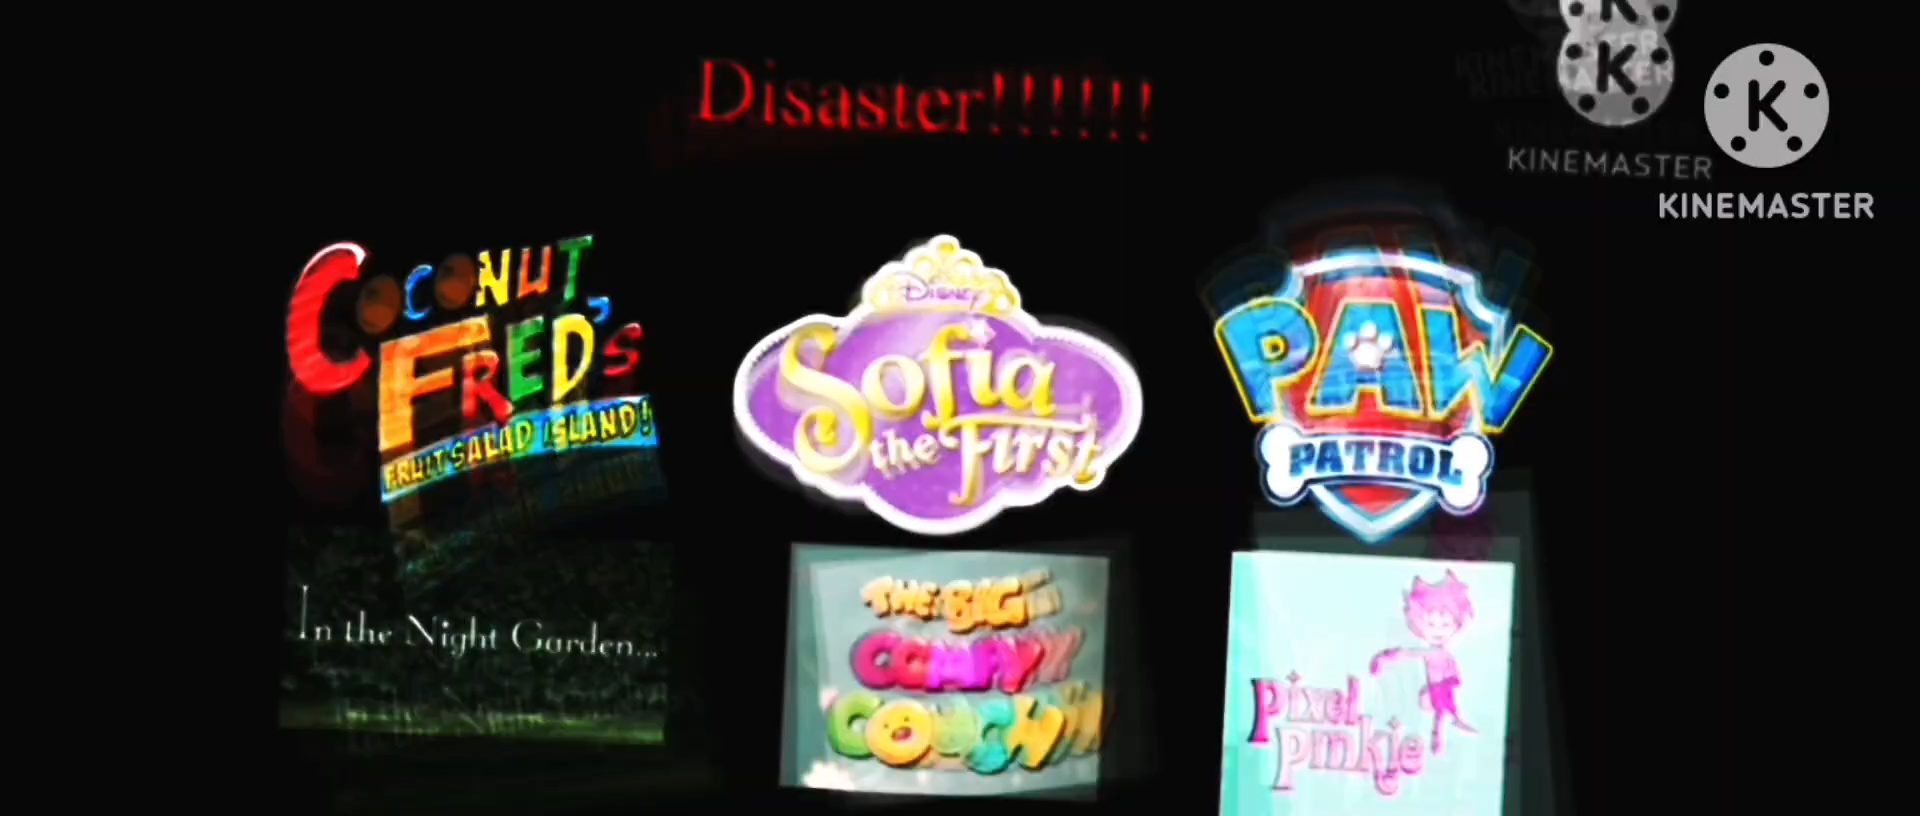 Disaster!!!!!!
KINEMASTER
KINEMASTER
COCONUT
FRED'S
FRUIT SALAD ISLAND!
DISNEY
Sofia
the First
PAW
PATROL
In the Night Garden...
THE BIG
COMFY
COUCH
pixel
pinkie